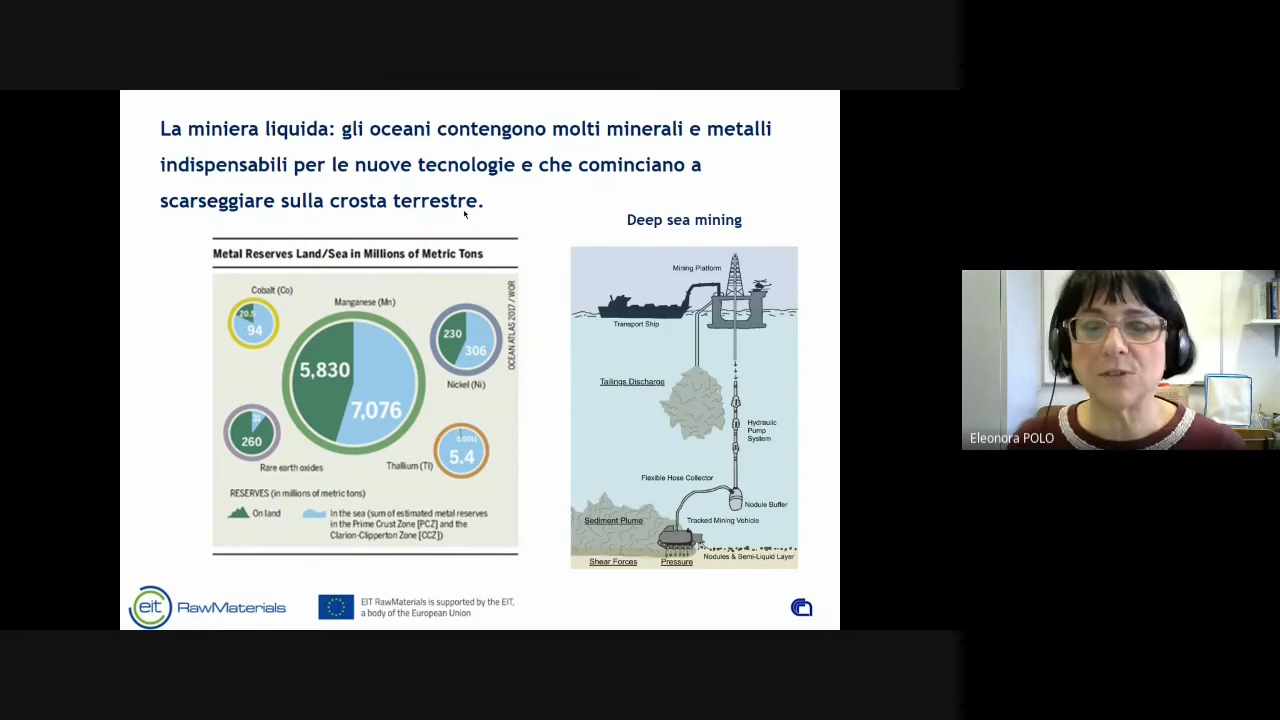 La miniera liquida: gli oceani contengono molti minerali e metalli
indispensabili per le nuove tecnologie e che cominciano a
scarseggiare sulla crosta terrestre.
Deep sea mining
Metal Reserves Land/Sea in Millions of Metric Tons
Cobalt (Co)
20.5
94
Manganese (Mn)
5,830
7,076
230
306
Nickel (Ni)
OCEAN ATLAS 2017 / WOR
260
Rare earth oxides
Thallium (Tl)
5.4
RESERVES (in millions of metric tons)
On land
In the sea (sum of estimated metal reserves
in the Prime Crust Zone [PCZ] and the
Clarion-Clipperton Zone [CCZ])
Mining Platform
Transport Ship
Tailings Discharge
Hydraulic
Pump
System
Flexible Hose Collector
Nodule Buffer
Sediment Plume
Tracked Mining Vehicle
Nodules & Semi-Liquid Layer
Shear Forces
Pressure
eit RawMaterials
EIT RawMaterials is supported by the EIT,
a body of the European Union
Eleonora POLO